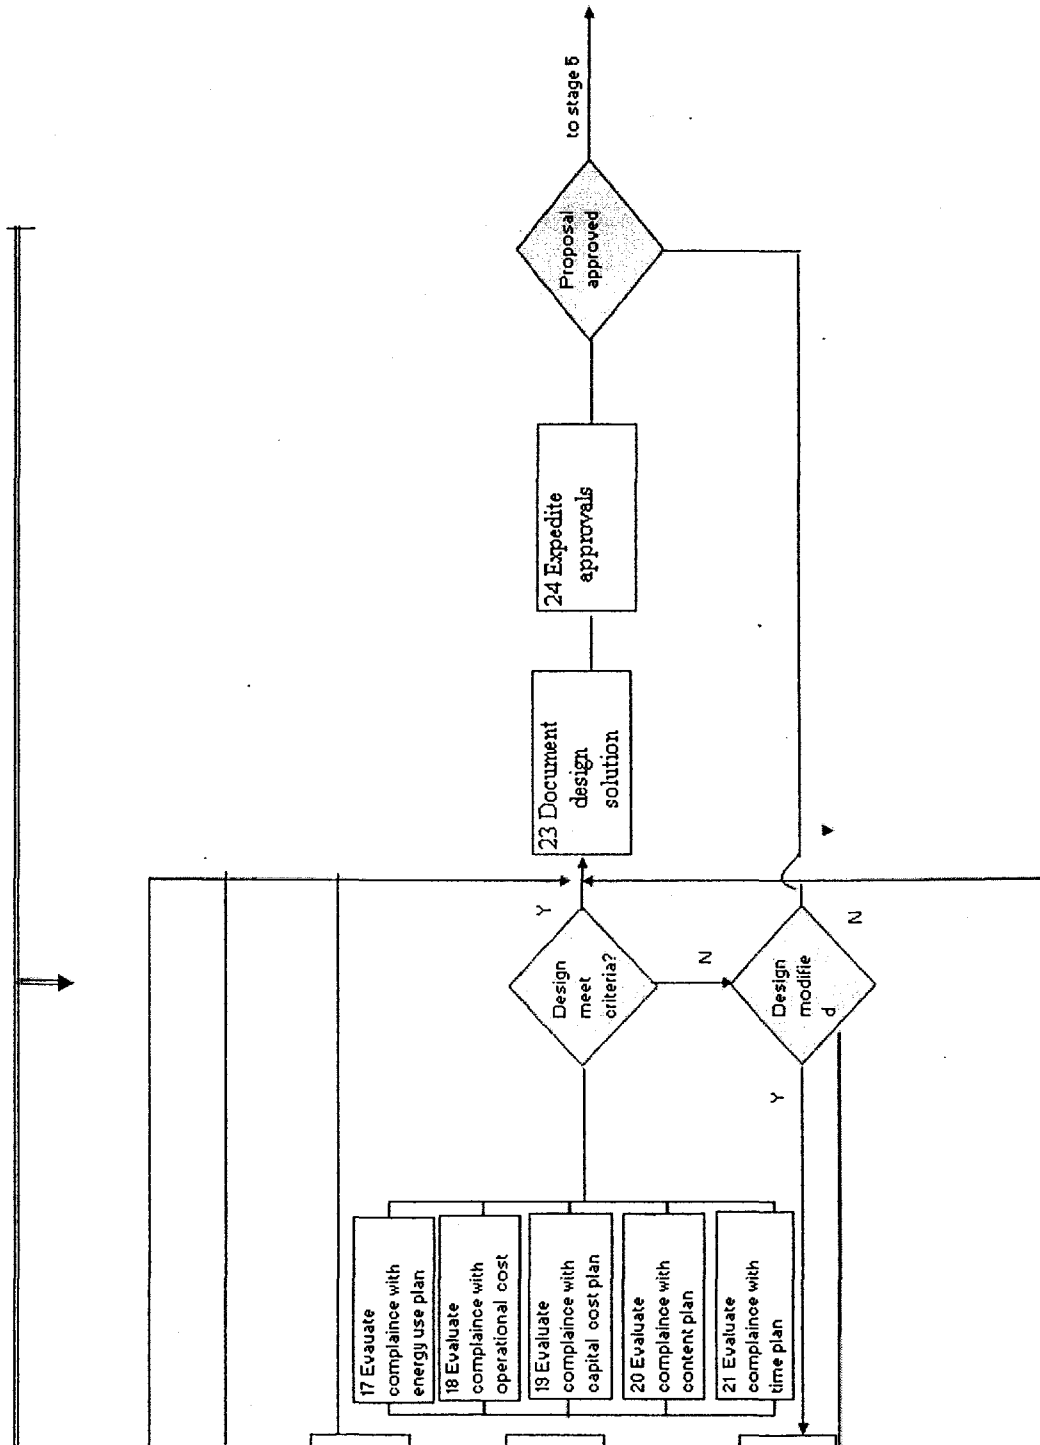 17 Evauate
complaince with
energy use plan
18 Evaluate
complaince with
operational cost
19 Evaluate
complaince with
capital cost plan
20 Evaluate
complaince with
content plan
21 Evaluate
complaince with
time plan
Design
meet
criteria?
Y
N
Design
modifie
d
Y
N
23 Document
design
solution
24 Expedite
approvals
Proposal
approved
to stage 5